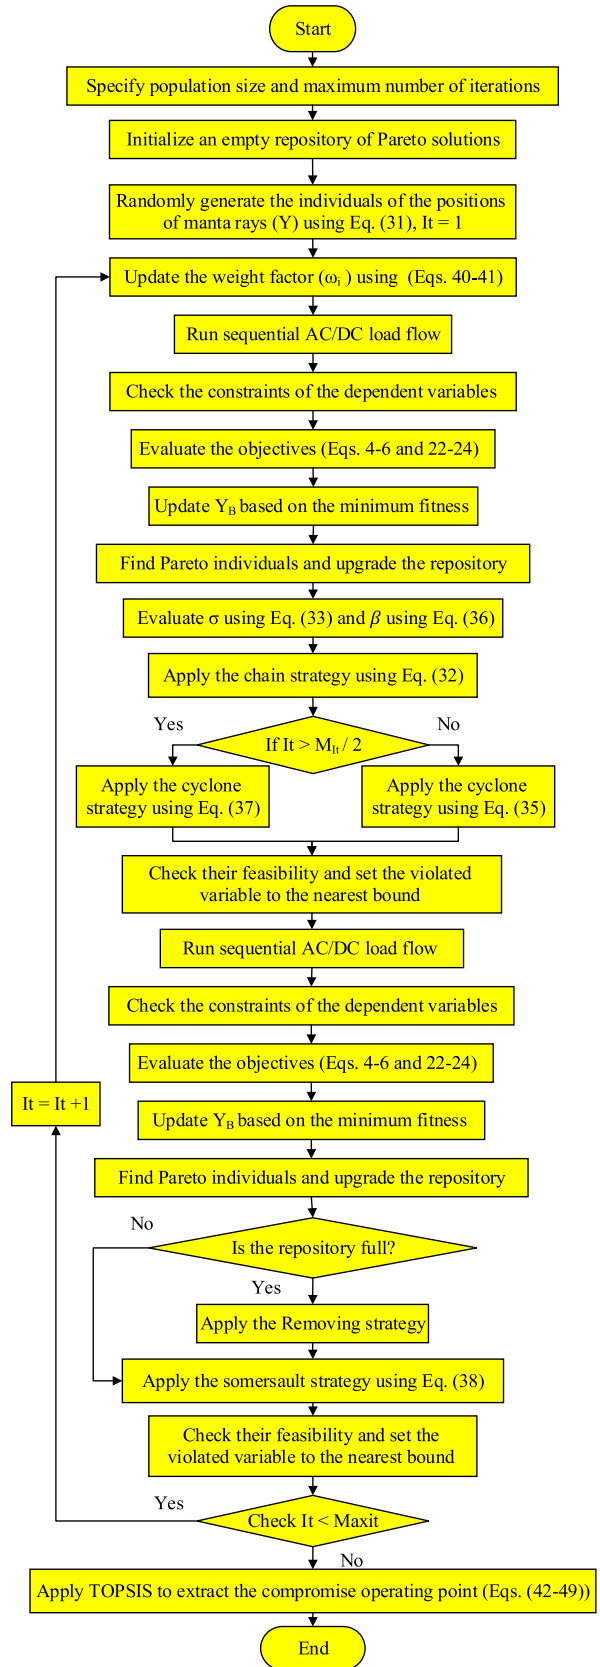 Start
Specify population size and maximum number of iterations
Initialize an empty repository of Pareto solutions
Randomly generate the individuals of the positions
of manta rays (Y) using Eq. (31), It = 1
Update the weight factor (ωi ) using (Eqs. 40-41)
Run sequential AC/DC load flow
Check the constraints of the dependent variables
Evaluate the objectives (Eqs. 4-6 and 22-24)
Update YB based on the minimum fitness
Find Pareto individuals and upgrade the repository
Evaluate σ using Eq. (33) and β using Eq. (36)
Apply the chain strategy using Eq. (32)
Yes
No
If It > MIt / 2
Apply the cyclone
strategy using Eq. (37)
Apply the cyclone
strategy using Eq. (35)
Check their feasibility and set the violated
variable to the nearest bound
Run sequential AC/DC load flow
Check the constraints of the dependent variables
Evaluate the objectives (Eqs. 4-6 and 22-24)
It = It +1
Update YB based on the minimum fitness
Find Pareto individuals and upgrade the repository
No
Is the repository full?
Yes
Apply the Removing strategy
Apply the somersault strategy using Eq. (38)
Check their feasibility and set the
violated variable to the nearest bound
Yes
Check It < Maxit
No
Apply TOPSIS to extract the compromise operating point (Eqs. (42-49))
End